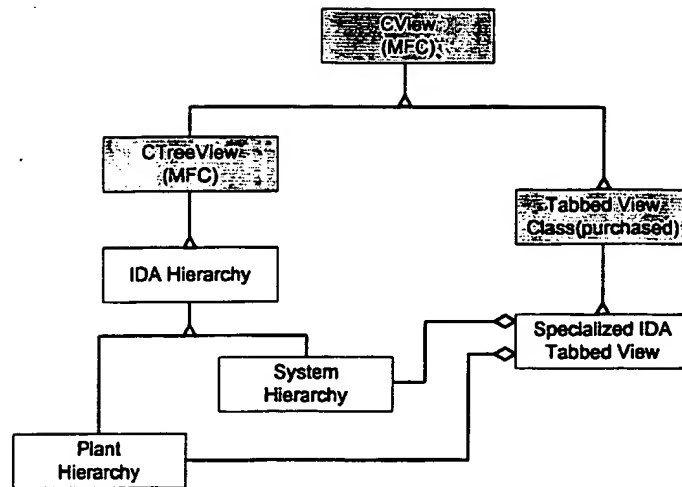 CView
(MFC)
CTreeView
(MFC)
Tabbed View
Class(purchased)
IDA Hierarchy
Specialized IDA
Tabbed View
System
Hierarchy
Plant
Hierarchy